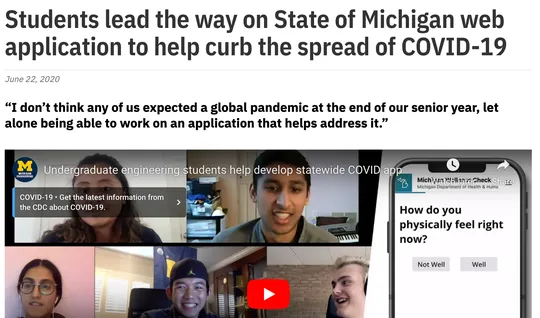 Students lead the way on State of Michigan web
application to help curb the spread of COVID-19
June 22, 2020
“I don’t think any of us expected a global pandemic at the end of our senior year, let
alone being able to work on an application that helps address it.”
Undergraduate engineering students help develop statewide COVID app
COVID-19 • Get the latest information from
the CDC about COVID-19.
Michigan
Check
Michigan Department of Health & Huma
How do you
physically feel right
now?
Not Well
Well